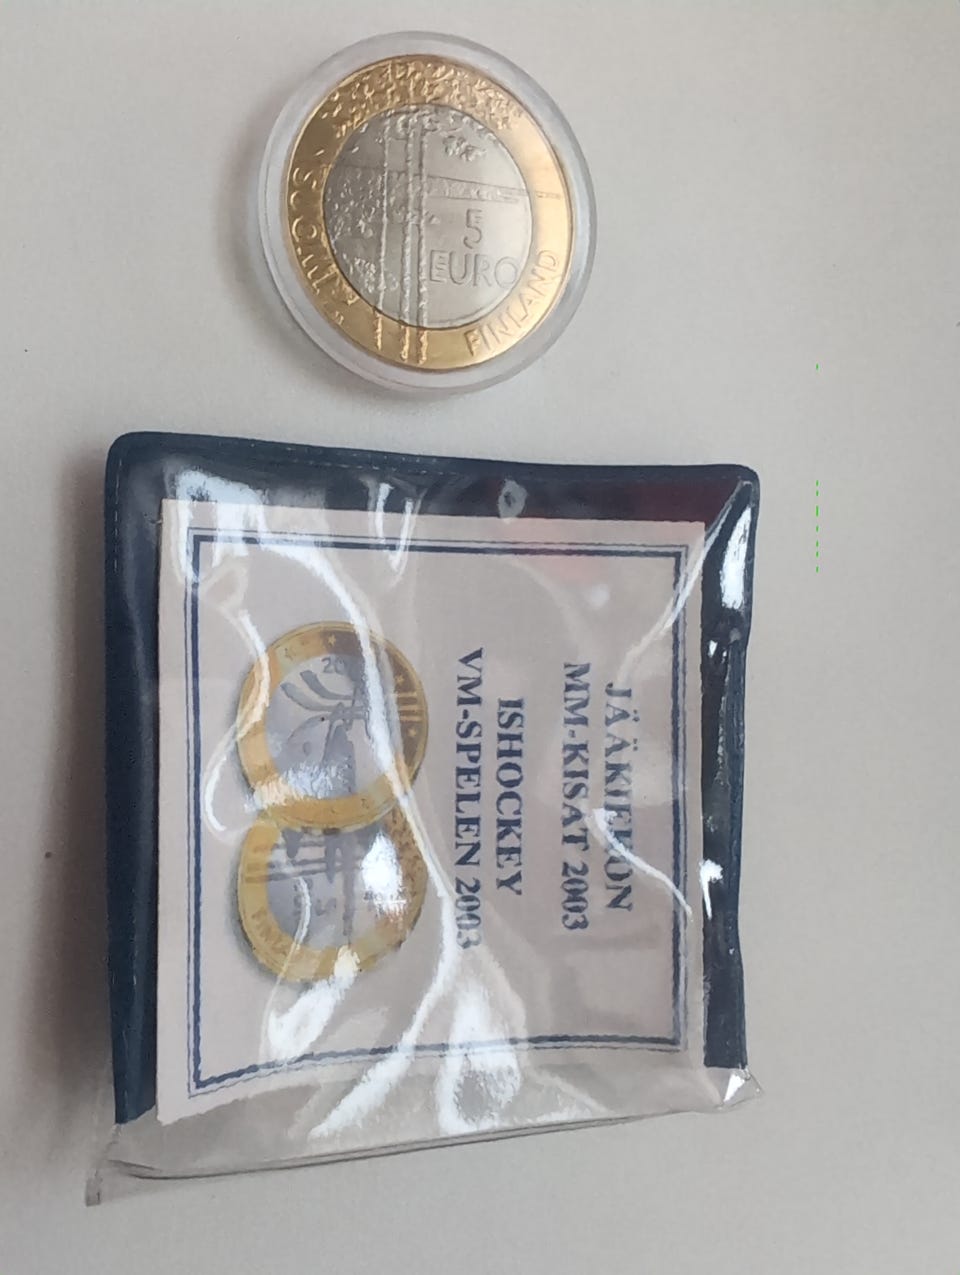 SUOMI
5
EURO
FINLAND
JÄÄKIEKON
MM-KISAT 2003
ISHOCKEY
VM-SPELEN 2003